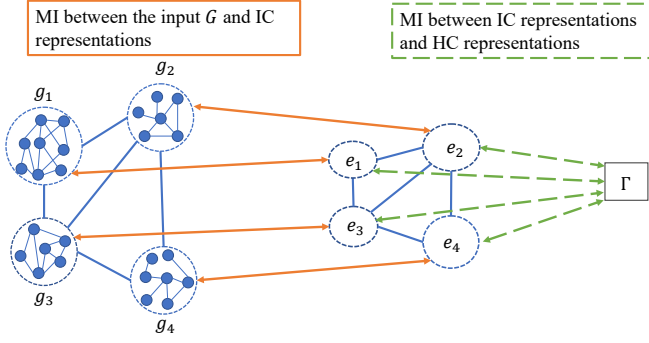 MI between the input G and IC
representations
MI between IC representations
and HC representations
g₁
g₂
g₃
g₄
e₁
e₂
e₃
e₄
Γ